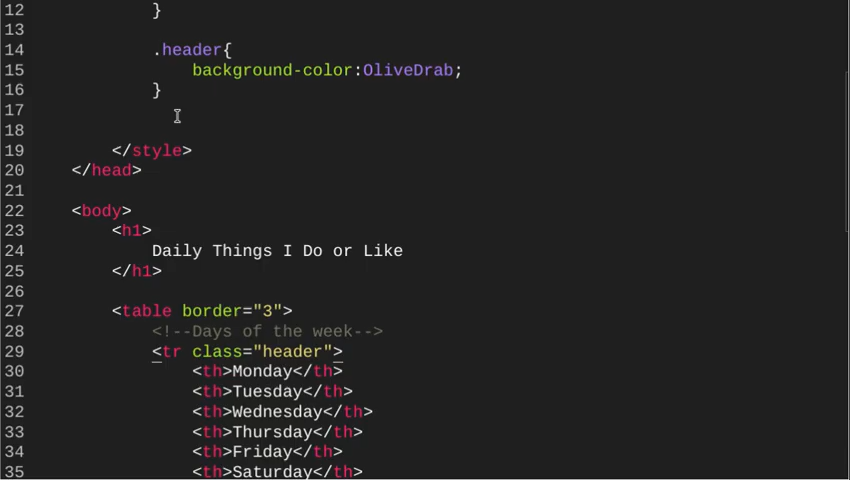 12 }
13
14 .header{
15 background-color:OliveDrab;
16 }
17
18
19 </style>
20 </head>
21
22 <body>
23 <h1>
24 Daily Things I Do or Like
25 </h1>
26
27 <table border="3">
28 <!--Days of the week-->
29 <tr class="header">
30 <th>Monday</th>
31 <th>Tuesday</th>
32 <th>Wednesday</th>
33 <th>Thursday</th>
34 <th>Friday</th>
35 <th>Saturday</th>